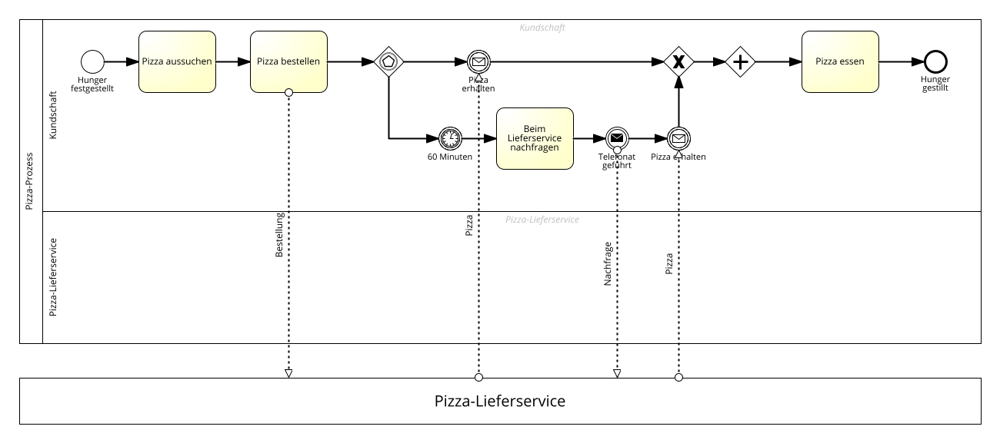 Kundschaft
Pizza aussuchen
Pizza bestellen
Pizza essen
Hunger
festgestellt
Pizza
erhalten
Hunger
gestillt
Kundschaft
Beim
Lieferservice
nachfragen
60 Minuten
Telefonat
geführt
Pizza erhalten
Pizza-Prozess
Bestellung
Pizza
Pizza-Lieferservice
Pizza-Lieferservice
Nachfrage
Pizza
Pizza-Lieferservice